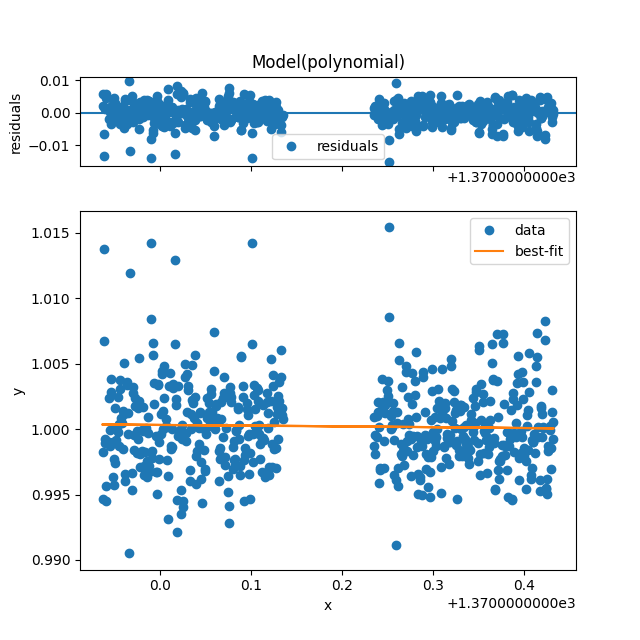 Model(polynomial)
0.01
0.00
−0.01
residuals
residuals
+1.3700000000e3
1.015
1.010
1.005
1.000
0.995
0.990
y
data
best-fit
0.0 0.1 0.2 0.3 0.4
x
+1.3700000000e3